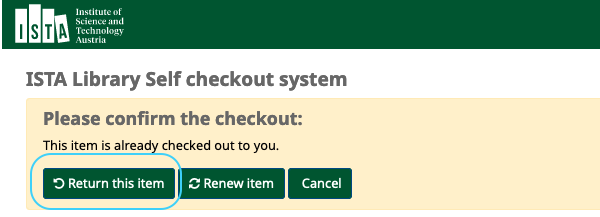 ISTA
Institute of
Science and
Technology
Austria
ISTA Library Self checkout system
Please confirm the checkout:
This item is already checked out to you.
Return this item
Renew item
Cancel